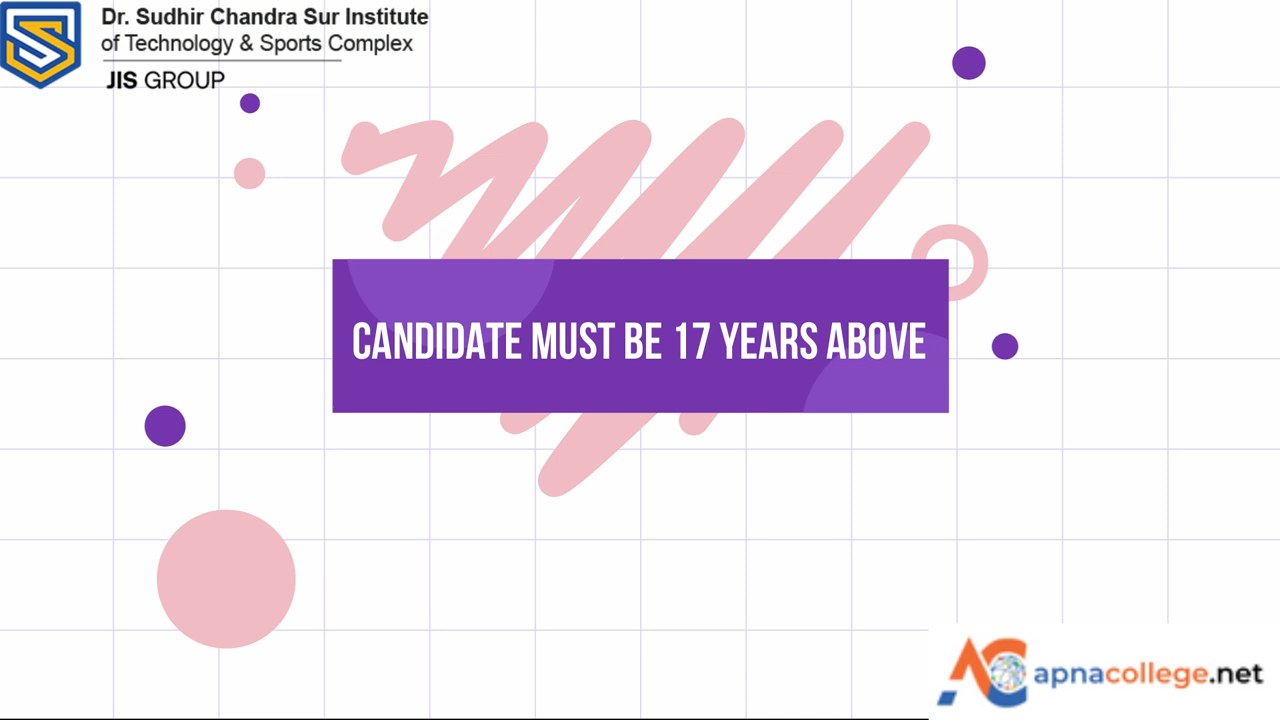 Dr. Sudhir Chandra Sur Institute
of Technology & Sports Complex
JIS GROUP
CANDIDATE MUST BE 17 YEARS ABOVE
apnacollege.net